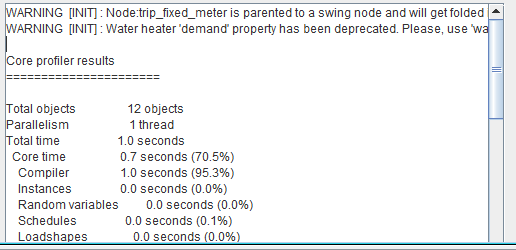 WARNING [INIT] : Node:trip_fixed_meter is parented to a swing node and will get folded
WARNING [INIT] : Water heater 'demand' property has been deprecated. Please, use 'wa
Core profiler results
======================
Total objects 12 objects
Parallelism 1 thread
Total time 1.0 seconds
Core time 0.7 seconds (70.5%)
Compiler 1.0 seconds (95.3%)
Instances 0.0 seconds (0.0%)
Random variables 0.0 seconds (0.0%)
Schedules 0.0 seconds (0.1%)
Loadshapes 0.0 seconds (0.0%)